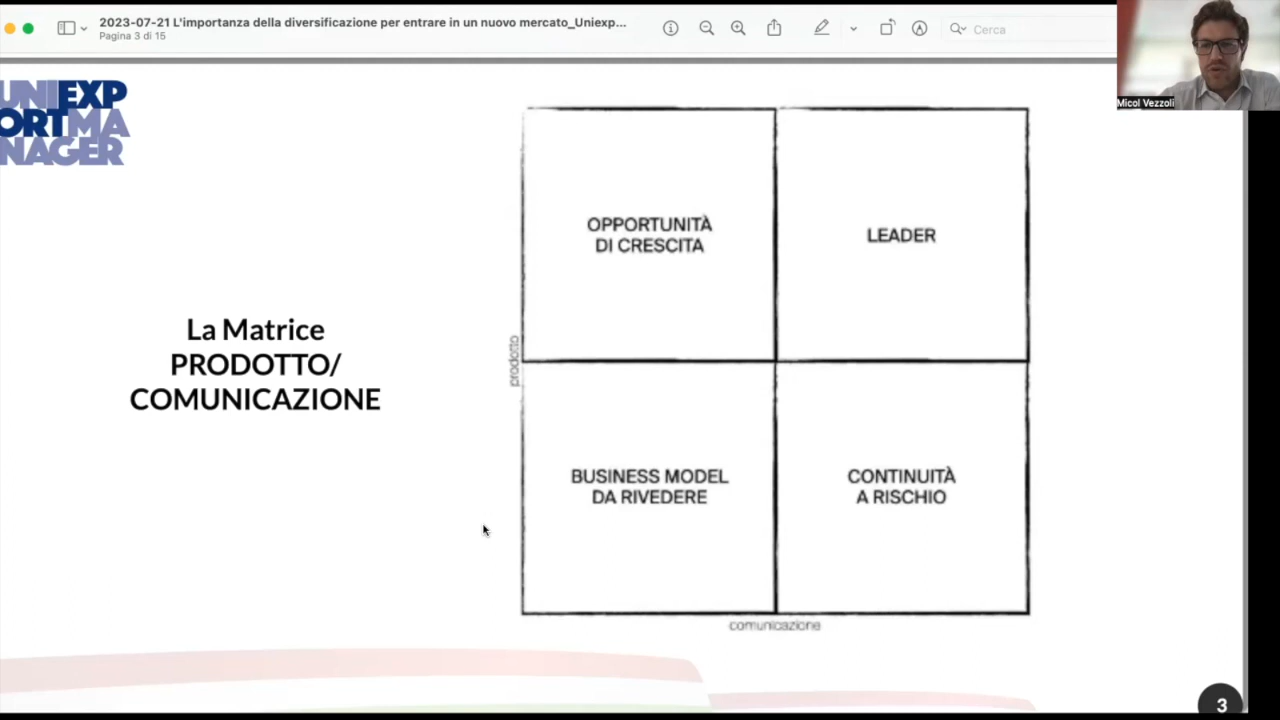 2023-07-21 L'importanza della diversificazione per entrare in un nuovo mercato_Uniexp...
Pagina 3 di 15
Cerca
Micol Vezzoli
UNIEXP
ORTMA
NAGER
OPPORTUNITÀ
DI CRESCITA
LEADER
La Matrice
PRODOTTO/
COMUNICAZIONE
prodotto
BUSINESS MODEL
DA RIVEDERE
CONTINUITÀ
A RISCHIO
comunicazione
3